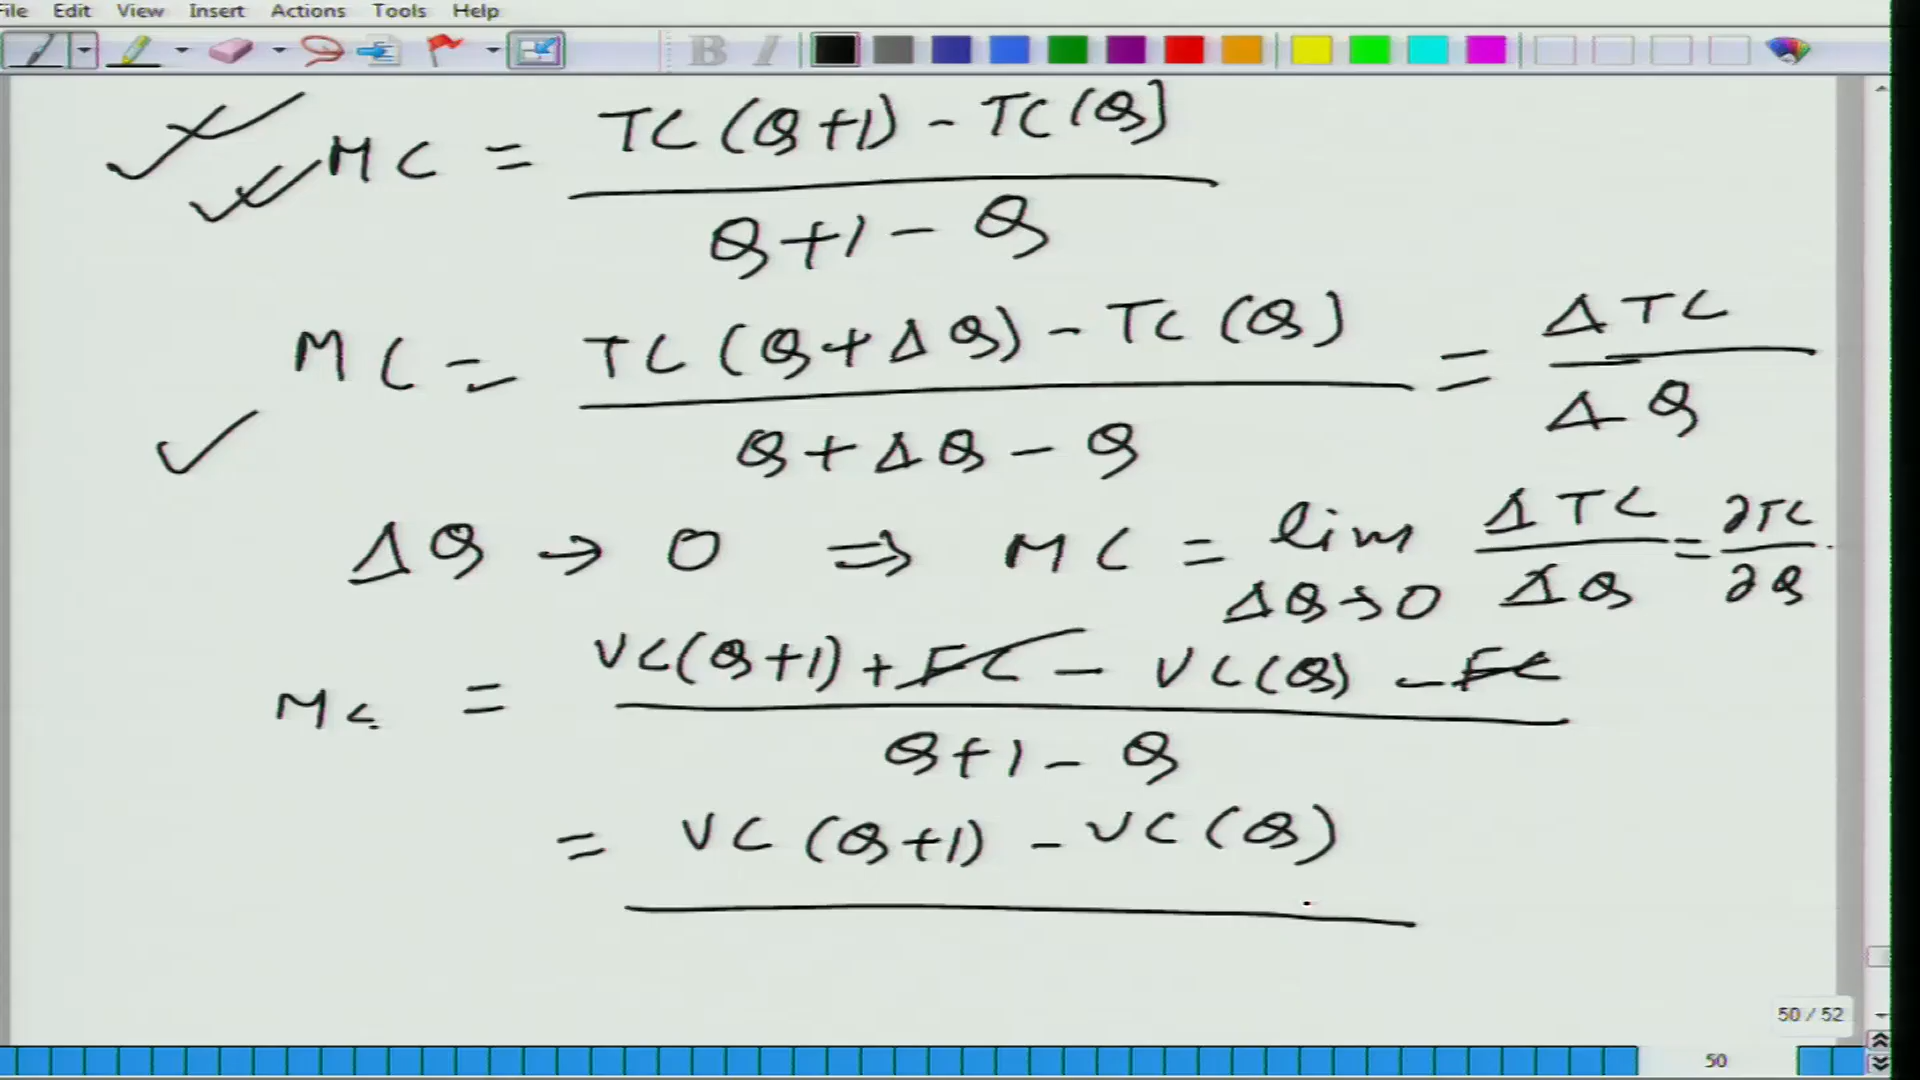 File Edit View Insert Actions Tools Help
B I
MC = TC(Q+1) - TC(Q)
Q+1 - Q
MC = TC(Q+ΔQ) - TC(Q) = ΔTC
Q+ΔQ - Q ΔQ
ΔQ → 0 ⇒ MC = lim ΔTC = ∂TC
ΔQ→0 ΔQ ∂Q
MC = VC(Q+1) + FC - VC(Q) - FC
Q+1 - Q
= VC(Q+1) - VC(Q)
50 / 52
50